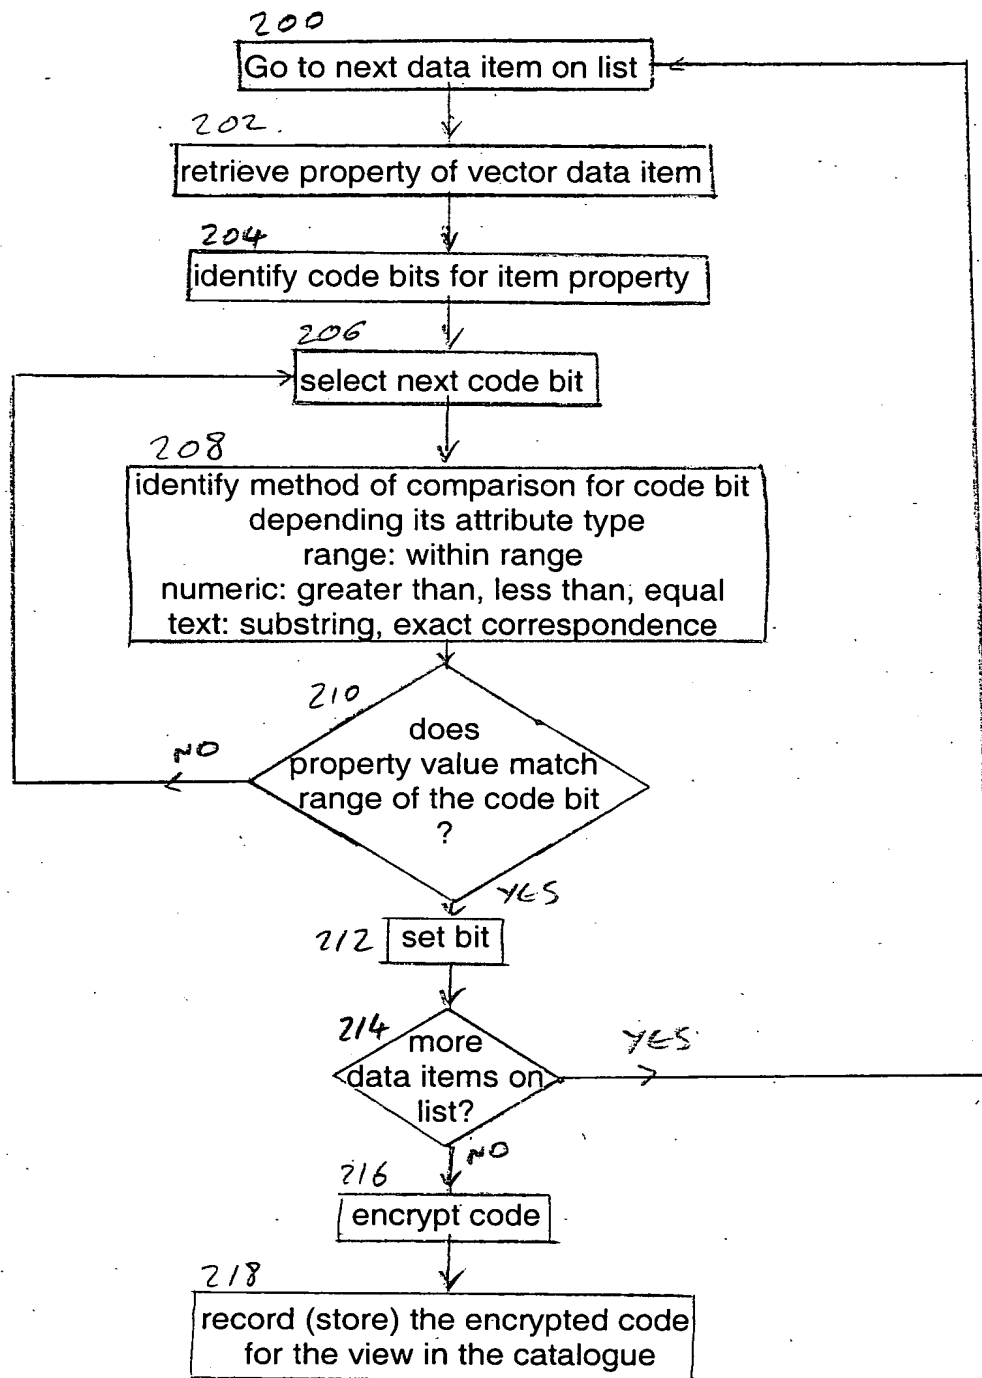 200
Go to next data item on list
202.
retrieve property of vector data item
204
identify code bits for item property
206
select next code bit
208
identify method of comparison for code bit
depending its attribute type
range: within range
numeric: greater than, less than, equal
text: substring, exact correspondence
210
does
property value match
range of the code bit
?
NO
YES
212
set bit
214
more
data items on
list?
YES
NO
216
encrypt code
218
record (store) the encrypted code
for the view in the catalogue